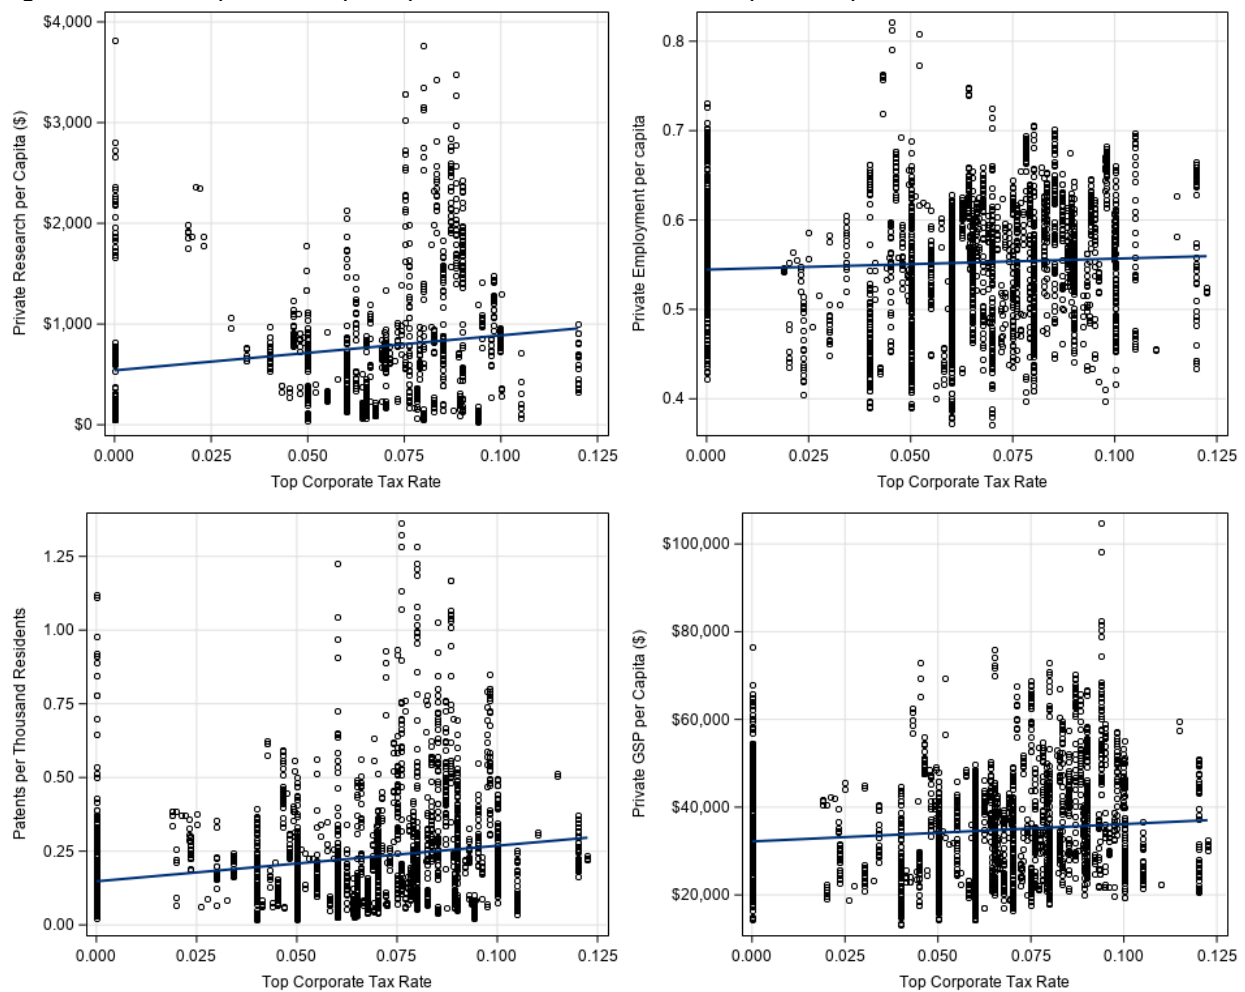 Private Research per Capita ($)
$4,000
$3,000
$2,000
$1,000
$0
0.000 0.025 0.050 0.075 0.100 0.125
Top Corporate Tax Rate
Private Employment per capita
0.8
0.7
0.6
0.5
0.4
0.000 0.025 0.050 0.075 0.100 0.125
Top Corporate Tax Rate
Patents per Thousand Residents
1.25
1.00
0.75
0.50
0.25
0.00
0.000 0.025 0.050 0.075 0.100 0.125
Top Corporate Tax Rate
Private GSP per Capita ($)
$100,000
$80,000
$60,000
$40,000
$20,000
0.000 0.025 0.050 0.075 0.100 0.125
Top Corporate Tax Rate